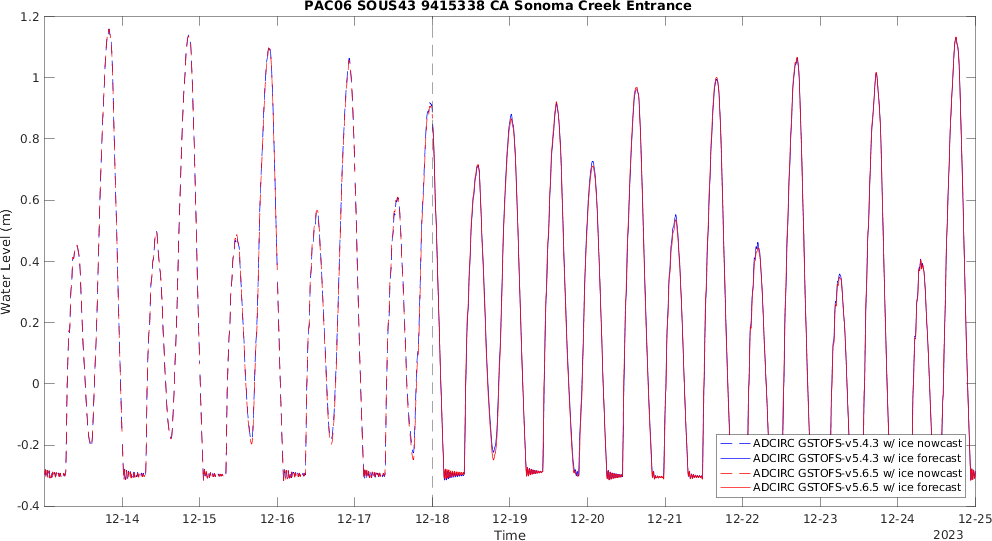 PAC06 SOUS43 9415338 CA Sonoma Creek Entrance
1.2
1
0.8
0.6
0.4
0.2
0
-0.2
-0.4
Water Level (m)
ADCIRC GSTOFS-v5.4.3 w/ ice nowcast
ADCIRC GSTOFS-v5.4.3 w/ ice forecast
ADCIRC GSTOFS-v5.6.5 w/ ice nowcast
ADCIRC GSTOFS-v5.6.5 w/ ice forecast
12-14 12-15 12-16 12-17 12-18 12-19 12-20 12-21 12-22 12-23 12-24 12-25
Time
2023